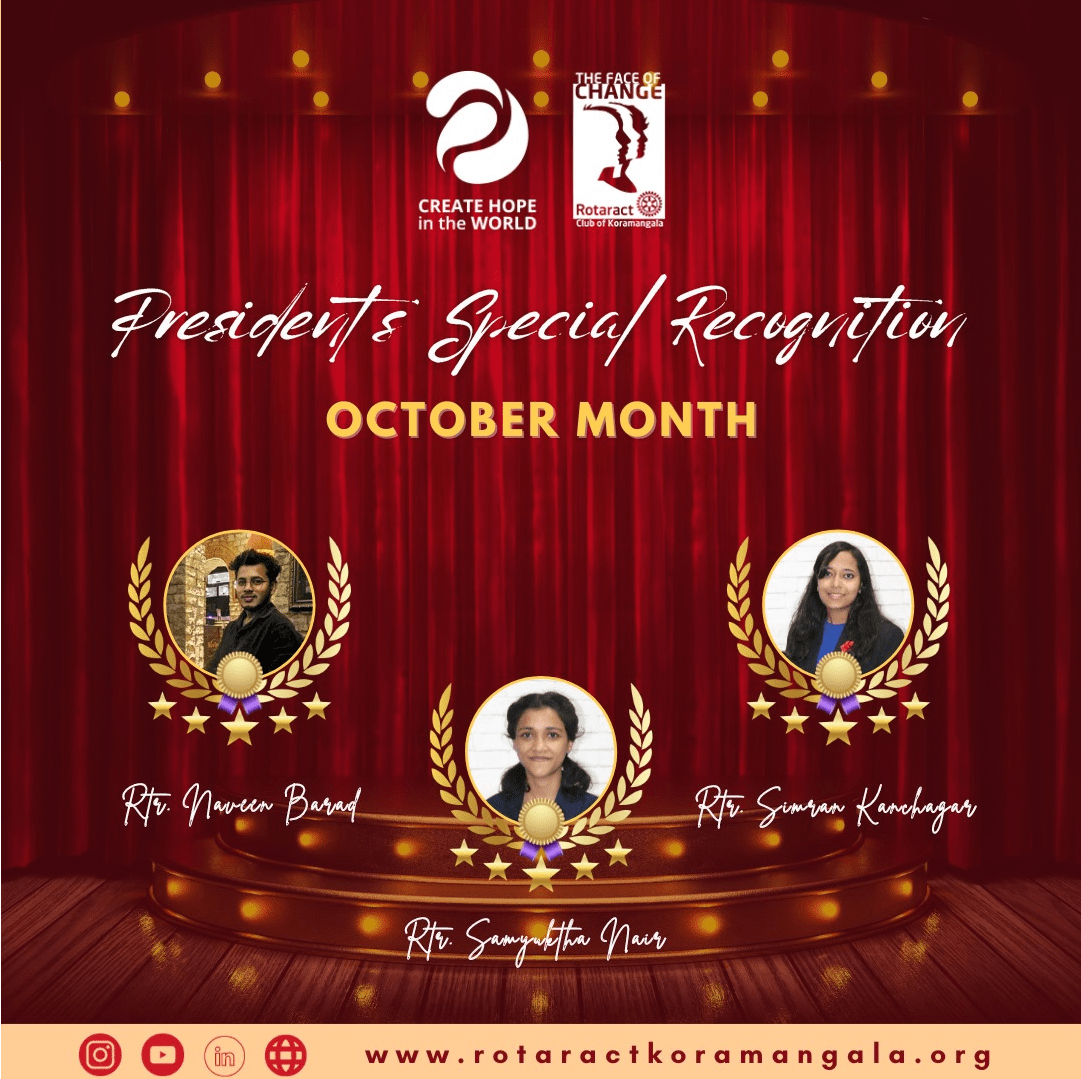 THE FACE OF
CHANGE
Rotaract
Club of Koramangala
CREATE HOPE
in the WORLD
President's Special Recognition
OCTOBER MONTH
Rtr. Naveen Barad
Rtr. Simran Kanchagar
Rtr. Samyuktha Nair
in
www.rotaractkoramangala.org